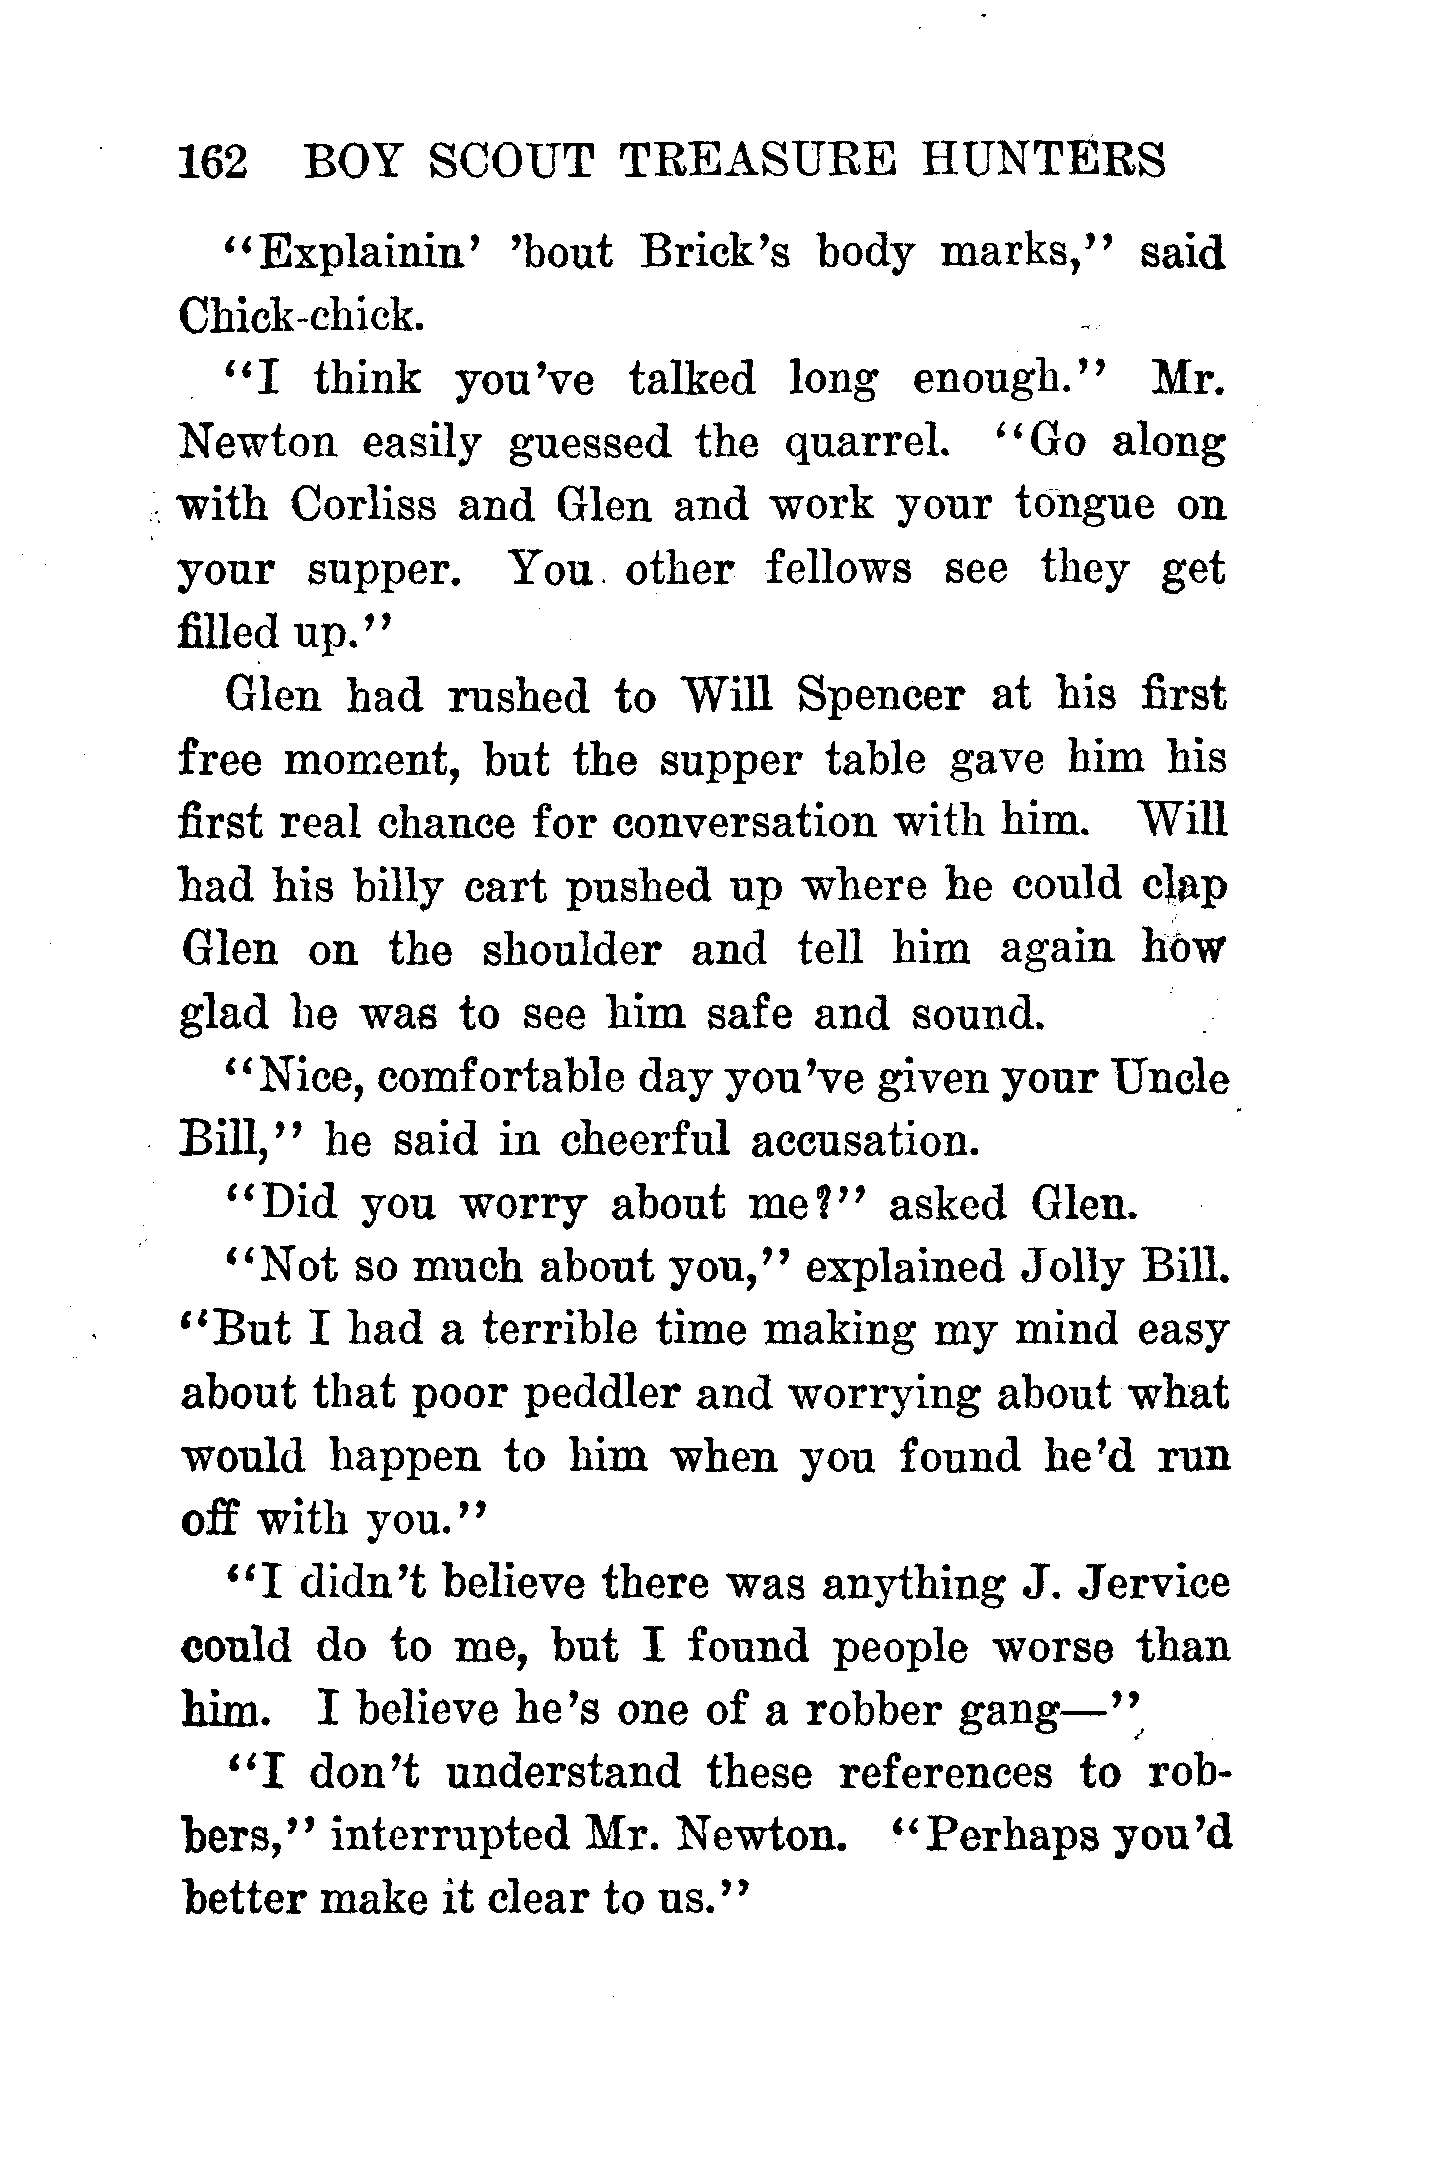 162 BOY SCOUT TREASURE HUNTERS
"Explainin' 'bout Brick's body marks," said
Chick-chick.
"I think you've talked long enough." Mr.
Newton easily guessed the quarrel. "Go along
with Corliss and Glen and work your tongue on
your supper. You other fellows see they get
filled up."
Glen had rushed to Will Spencer at his first
free moment, but the supper table gave him his
first real chance for conversation with him. Will
had his billy cart pushed up where he could clap
Glen on the shoulder and tell him again how
glad he was to see him safe and sound.
"Nice, comfortable day you've given your Uncle
Bill," he said in cheerful accusation.
"Did you worry about me?" asked Glen.
"Not so much about you," explained Jolly Bill.
"But I had a terrible time making my mind easy
about that poor peddler and worrying about what
would happen to him when you found he'd run
off with you."
"I didn't believe there was anything J. Jervice
could do to me, but I found people worse than
him. I believe he's one of a robber gang—"
"I don't understand these references to rob-
bers," interrupted Mr. Newton. "Perhaps you'd
better make it clear to us."